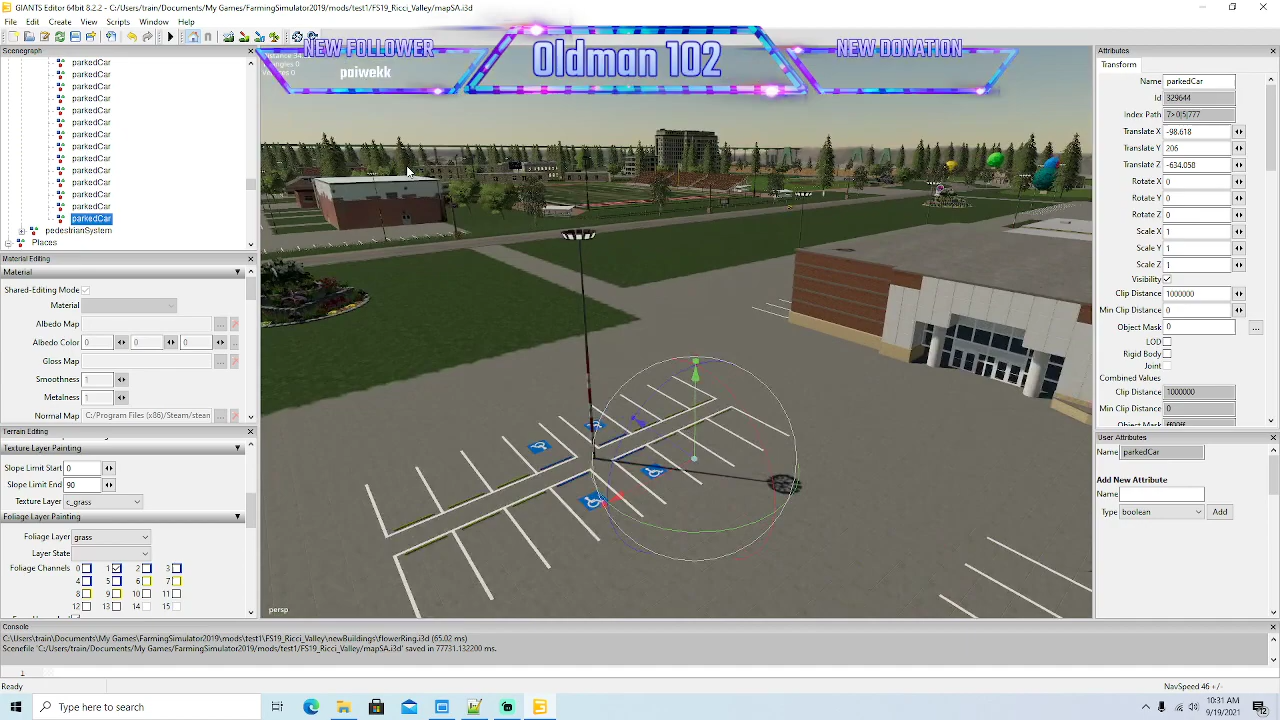 GIANTS Editor 64bit 8.2.2 - C:/Users/train/Documents/My Games/FarmingSimulator2019/mods/test1/FS19_Ricci_Valley/mapSA.i3d
File Edit Create View Scripts Window Help
NEW FOLLOWER
paiwekk
Oldman 102
NEW DONATION
Scenegraph
parkedCar
parkedCar
parkedCar
parkedCar
parkedCar
parkedCar
parkedCar
parkedCar
parkedCar
parkedCar
parkedCar
parkedCar
parkedCar
parkedCar
pedestrianSystem
Places
Material Editing
Material
Shared-Editing Mode
Material
Albedo Map
...
Albedo Color 0 0 0
Gloss Map
...
Smoothness 1
Metalness 1
Normal Map C:/Program Files (x86)/Steam/stean
...
Terrain Editing
Texture Layer Painting
Slope Limit Start 0
Slope Limit End 90
Texture Layer c_grass
Foliage Layer Painting
Foliage Layer grass
Layer State
Foliage Channels 0 1 2 3
4 5 6 7
8 9 10 11
12 13 14 15
persp
Attributes
Transform
Name parkedCar
Id 329644
Index Path 7>0|5|777
Translate X -98.618
Translate Y 206
Translate Z -634.058
Rotate X 0
Rotate Y 0
Rotate Z 0
Scale X 1
Scale Y 1
Scale Z 1
Visibility
Clip Distance 1000000
Min Clip Distance 0
Object Mask 0
...
LOD
Rigid Body
Joint
Combined Values
Clip Distance 1000000
Min Clip Distance 0
User Attributes
Name parkedCar
Add New Attribute
Name
Type boolean Add
Console
C:/Users/train/Documents/My Games/FarmingSimulator2019/mods/test1/FS19_Ricci_Valley/newBuildings/flowerRing.i3d (65.02 ms)
Scenefile 'C:/Users/train/Documents/My Games/FarmingSimulator2019/mods/test1/FS19_Ricci_Valley/mapSA.i3d' saved in 77731.132200 ms.
1
Ready
NavSpeed 46 +/-
Type here to search
10:31 AM
9/19/2021